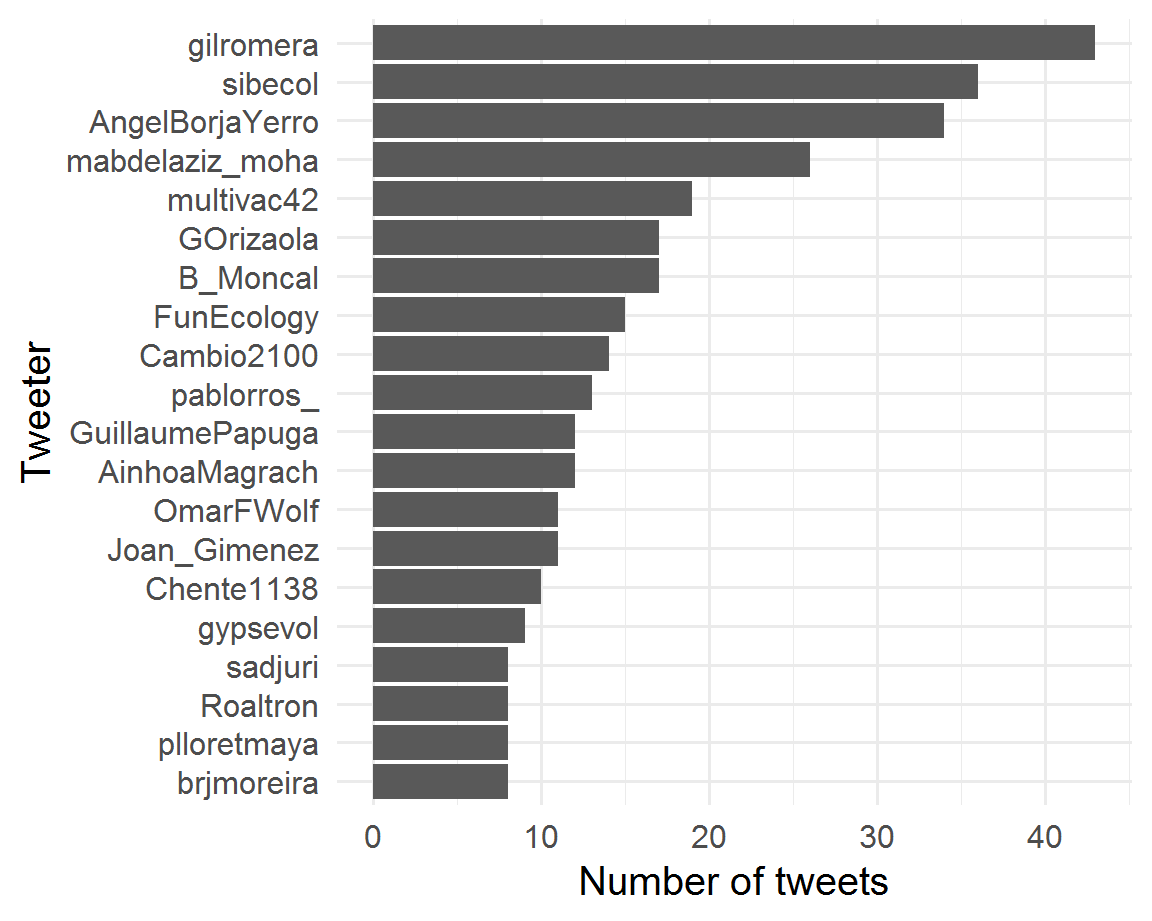 gilromera
sibecol
AngelBorjaYerro
mabdelaziz_moha
multivac42
GOrizaola
B_Moncal
FunEcology
Cambio2100
pablorros_
GuillaumePapuga
AinhoaMagrach
OmarFWolf
Joan_Gimenez
Chente1138
gypsevol
sadjuri
Roaltron
plloretmaya
brjmoreira
Tweeter
0 10 20 30 40
Number of tweets